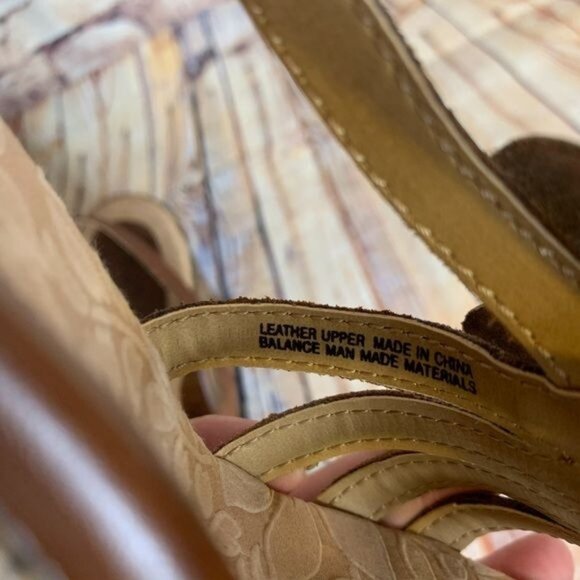 LEATHER UPPER MADE IN CHINA
BALANCE MAN MADE MATERIALS